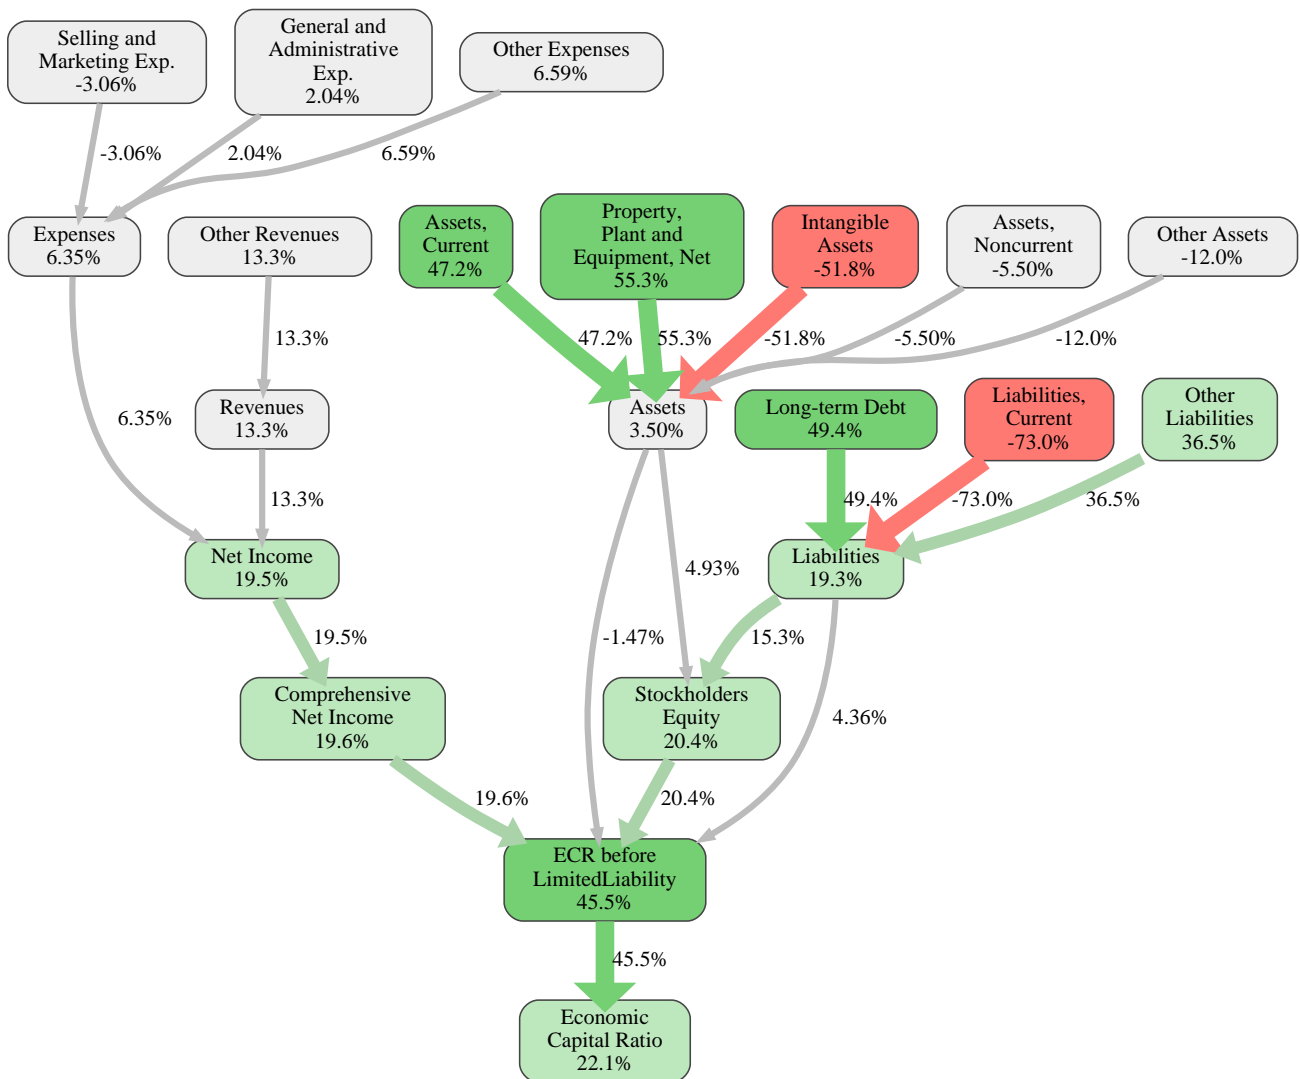 Selling and
Marketing Exp.
-3.06%
General and
Administrative
Exp.
2.04%
Other Expenses
6.59%
-3.06%
2.04%
6.59%
Expenses
6.35%
Other Revenues
13.3%
Assets,
Current
47.2%
Property,
Plant and
Equipment, Net
55.3%
Intangible
Assets
-51.8%
Assets,
Noncurrent
-5.50%
Other Assets
-12.0%
13.3%
47.2%
55.3%
-51.8%
-5.50%
-12.0%
6.35%
Revenues
13.3%
Assets
3.50%
Long-term Debt
49.4%
Liabilities,
Current
-73.0%
Other
Liabilities
36.5%
13.3%
49.4%
-73.0%
36.5%
Net Income
19.5%
4.93%
Liabilities
19.3%
19.5%
-1.47%
15.3%
Comprehensive
Net Income
19.6%
Stockholders
Equity
20.4%
4.36%
19.6%
20.4%
ECR before
LimitedLiability
45.5%
45.5%
Economic
Capital Ratio
22.1%